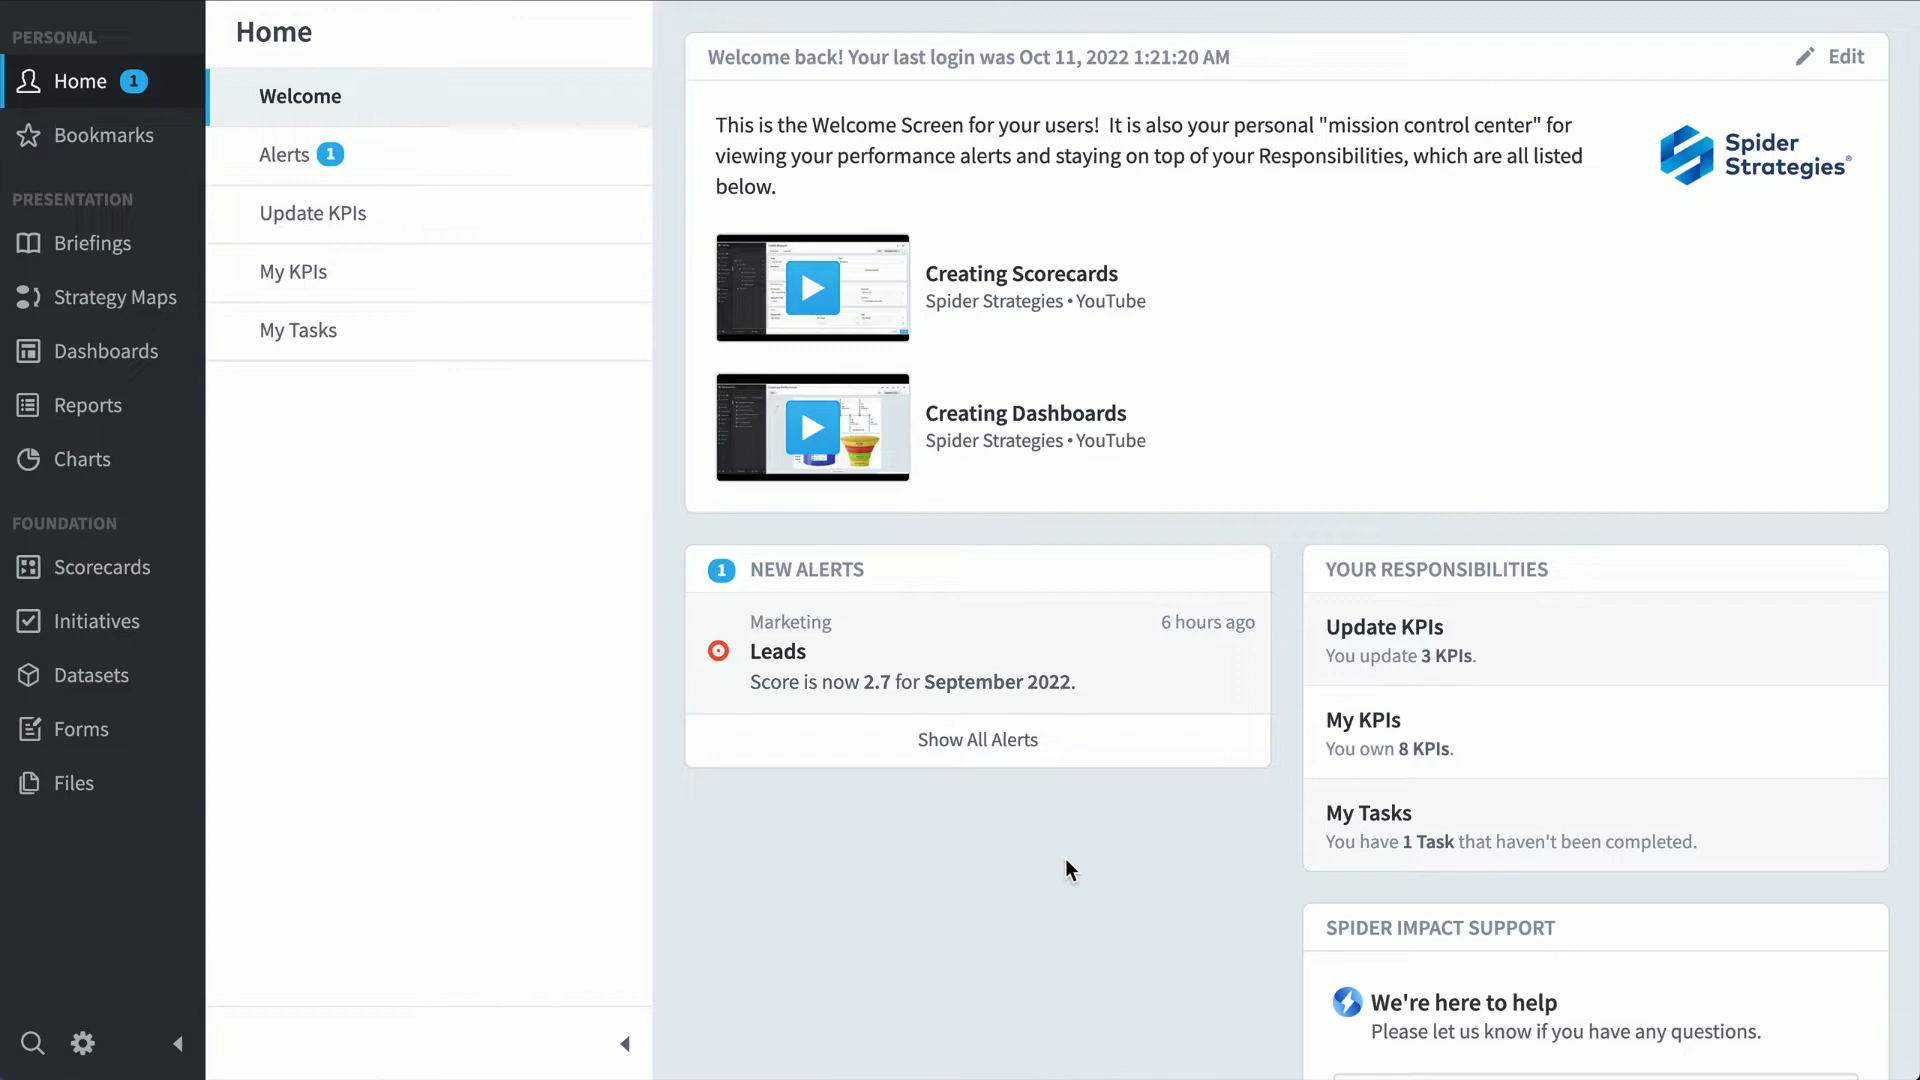 PERSONAL
Home 1
Bookmarks
PRESENTATION
Briefings
Strategy Maps
Dashboards
Reports
Charts
FOUNDATION
Scorecards
Initiatives
Datasets
Forms
Files
Home
Welcome
Alerts 1
Update KPIs
My KPIs
My Tasks
Welcome back! Your last login was Oct 11, 2022 1:21:20 AM
Edit
This is the Welcome Screen for your users!  It is also your personal "mission control center" for
viewing your performance alerts and staying on top of your Responsibilities, which are all listed
below.
Spider
Strategies®
Creating Scorecards
Spider Strategies • YouTube
Creating Dashboards
Spider Strategies • YouTube
1 NEW ALERTS
Marketing 6 hours ago
Leads
Score is now 2.7 for September 2022.
Show All Alerts
YOUR RESPONSIBILITIES
Update KPIs
You update 3 KPIs.
My KPIs
You own 8 KPIs.
My Tasks
You have 1 Task that haven't been completed.
SPIDER IMPACT SUPPORT
We're here to help
Please let us know if you have any questions.